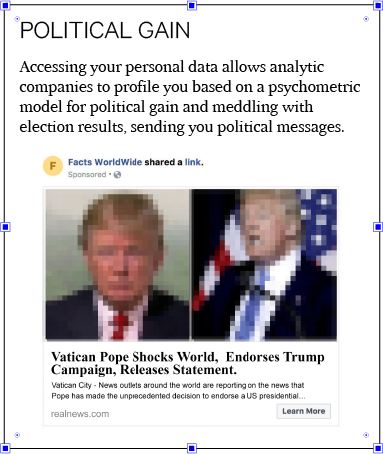 POLITICAL GAIN
Accessing your personal data allows analytic
companies to profile you based on a psychometric
model for political gain and meddling with
election results, sending you political messages.
F
Facts WorldWide shared a link.
Sponsored •
Vatican Pope Shocks World, Endorses Trump
Campaign, Releases Statement.
Vatican City - News outlets around the world are reporting on the news that
Pope has made the unprecedented decision to endorse a US presidential...
realnews.com
Learn More